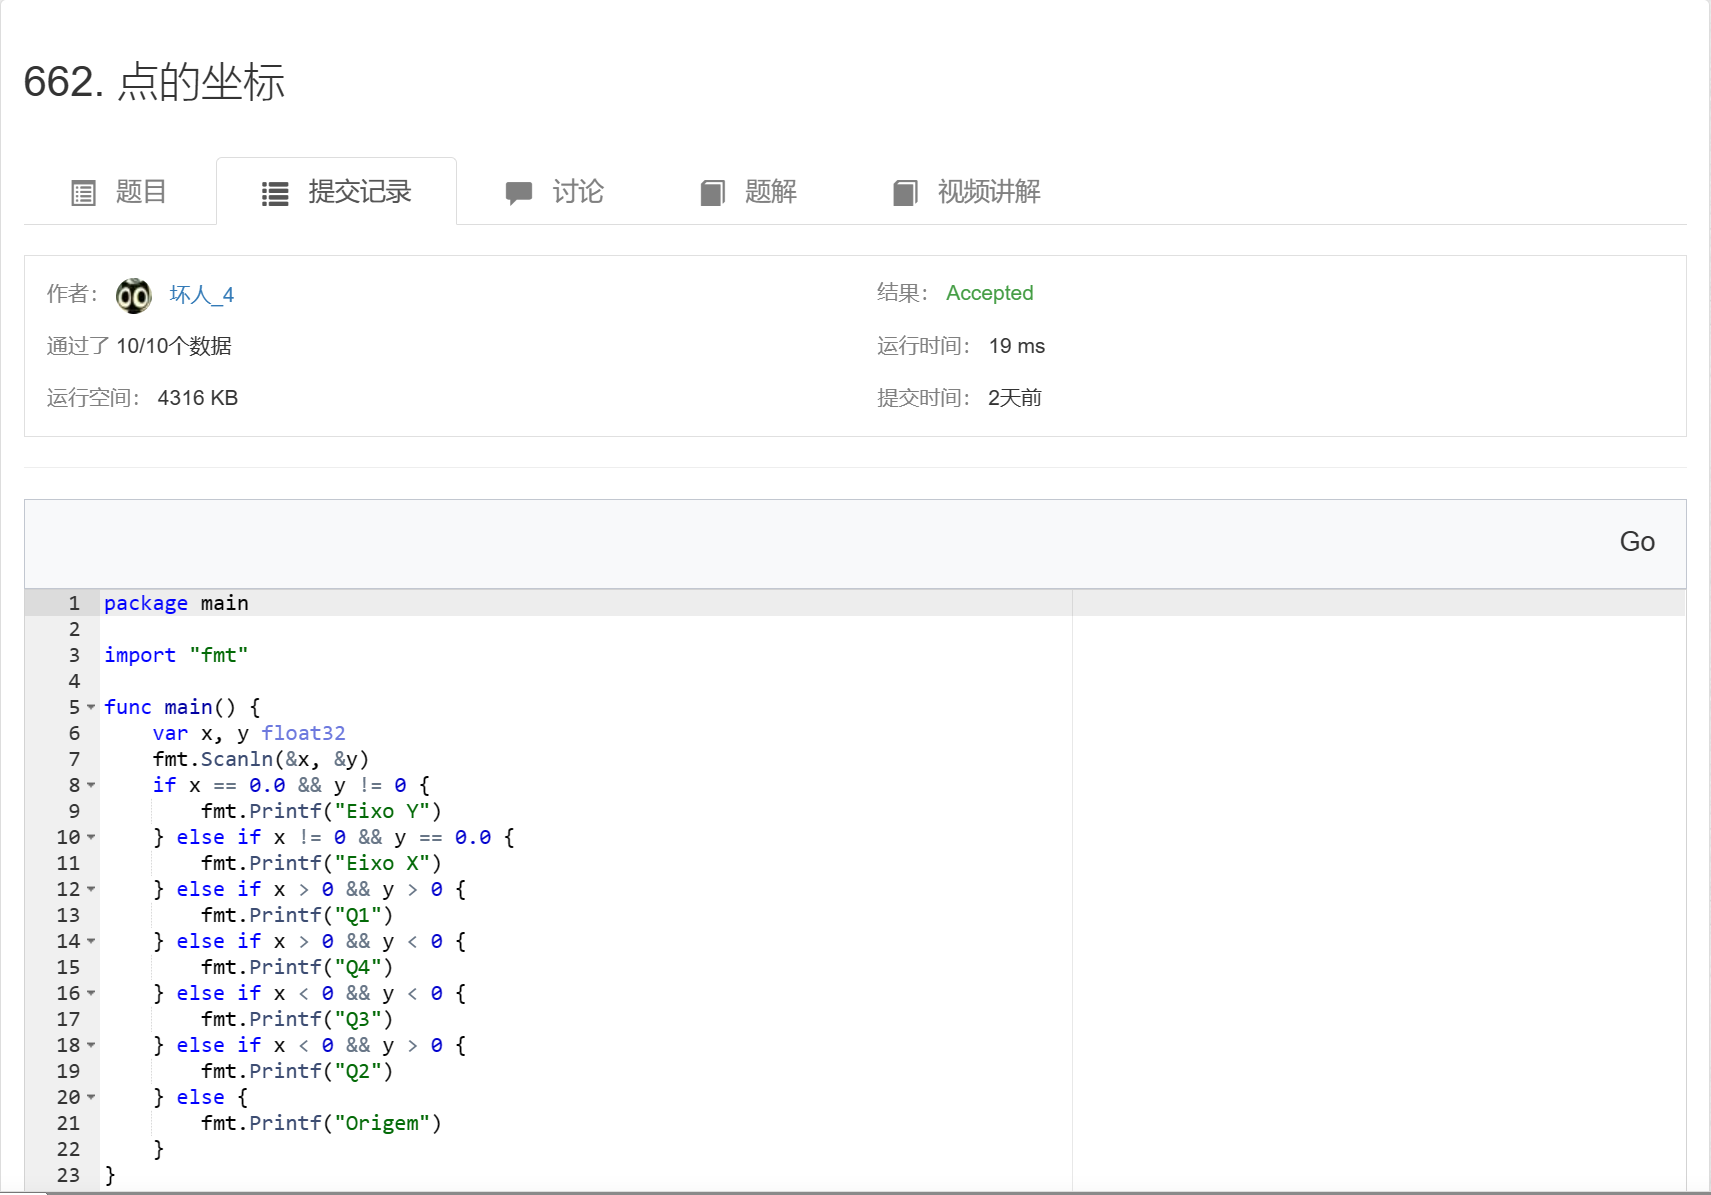 662. 点的坐标
题目 提交记录 讨论 题解 视频讲解
作者： 坏人_4 结果： Accepted
通过了 10/10个数据 运行时间： 19 ms
运行空间： 4316 KB 提交时间： 2天前
Go
1 package main
2
3 import "fmt"
4
5 func main() {
6     var x, y float32
7     fmt.Scanln(&x, &y)
8     if x == 0.0 && y != 0 {
9         fmt.Printf("Eixo Y")
10     } else if x != 0 && y == 0.0 {
11         fmt.Printf("Eixo X")
12     } else if x > 0 && y > 0 {
13         fmt.Printf("Q1")
14     } else if x > 0 && y < 0 {
15         fmt.Printf("Q4")
16     } else if x < 0 && y < 0 {
17         fmt.Printf("Q3")
18     } else if x < 0 && y > 0 {
19         fmt.Printf("Q2")
20     } else {
21         fmt.Printf("Origem")
22     }
23 }